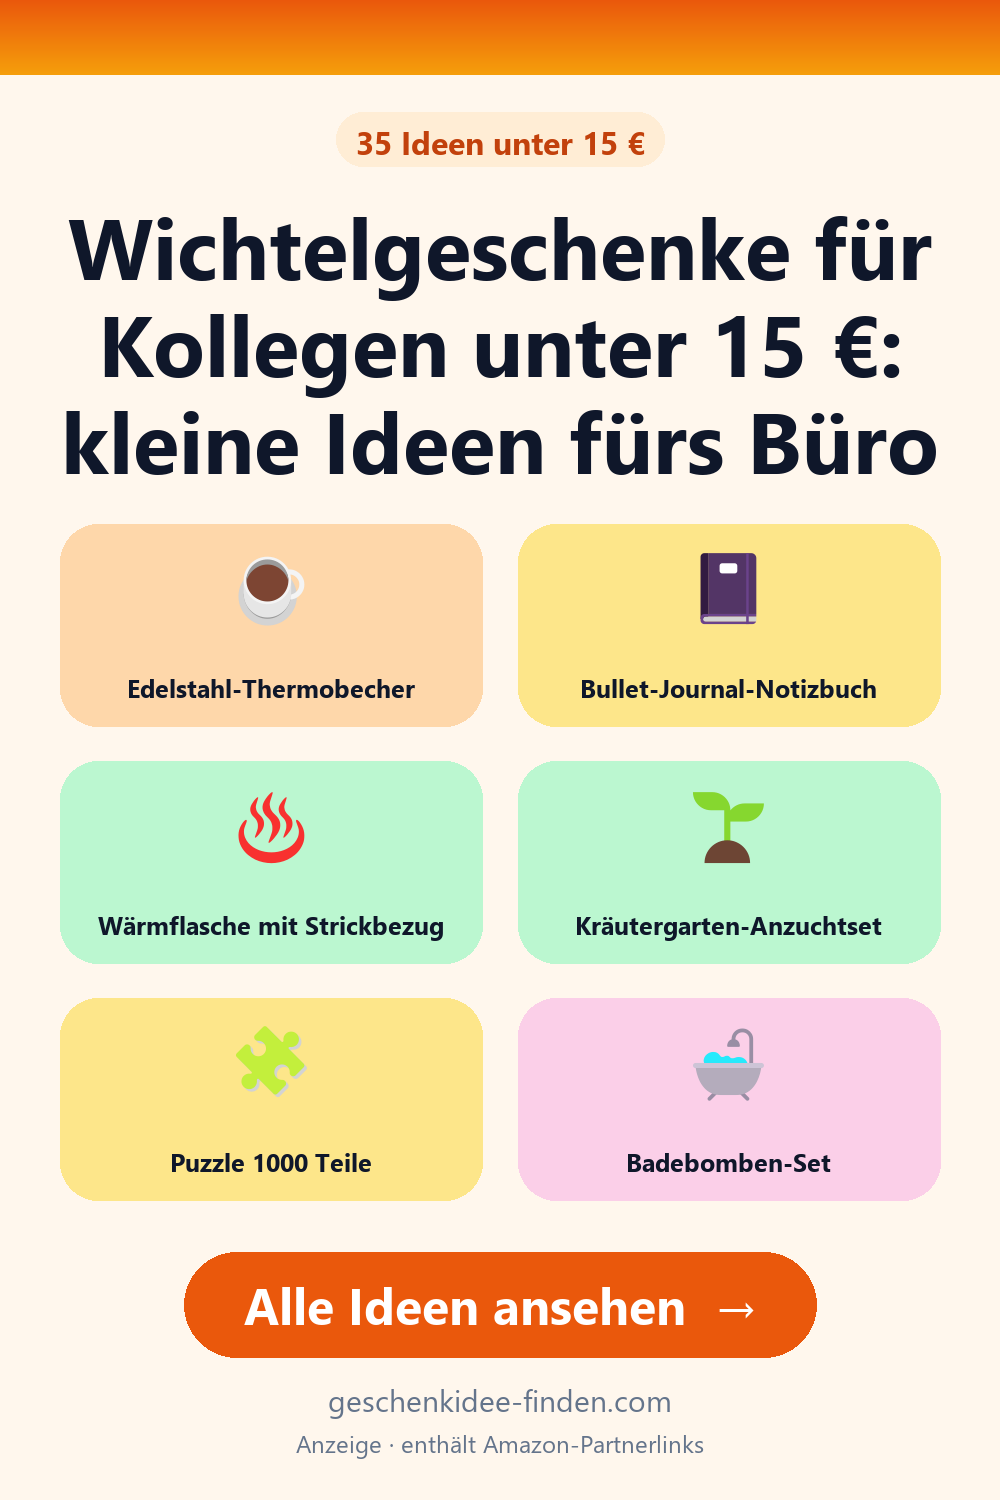 35 Ideen unter 15 €
Wichtelgeschenke für
Kollegen unter 15 €:
kleine Ideen fürs Büro
Edelstahl-Thermobecher
Bullet-Journal-Notizbuch
Wärmflasche mit Strickbezug
Kräutergarten-Anzuchtset
Puzzle 1000 Teile
Badebomben-Set
Alle Ideen ansehen →
geschenkidee-finden.com
Anzeige · enthält Amazon-Partnerlinks